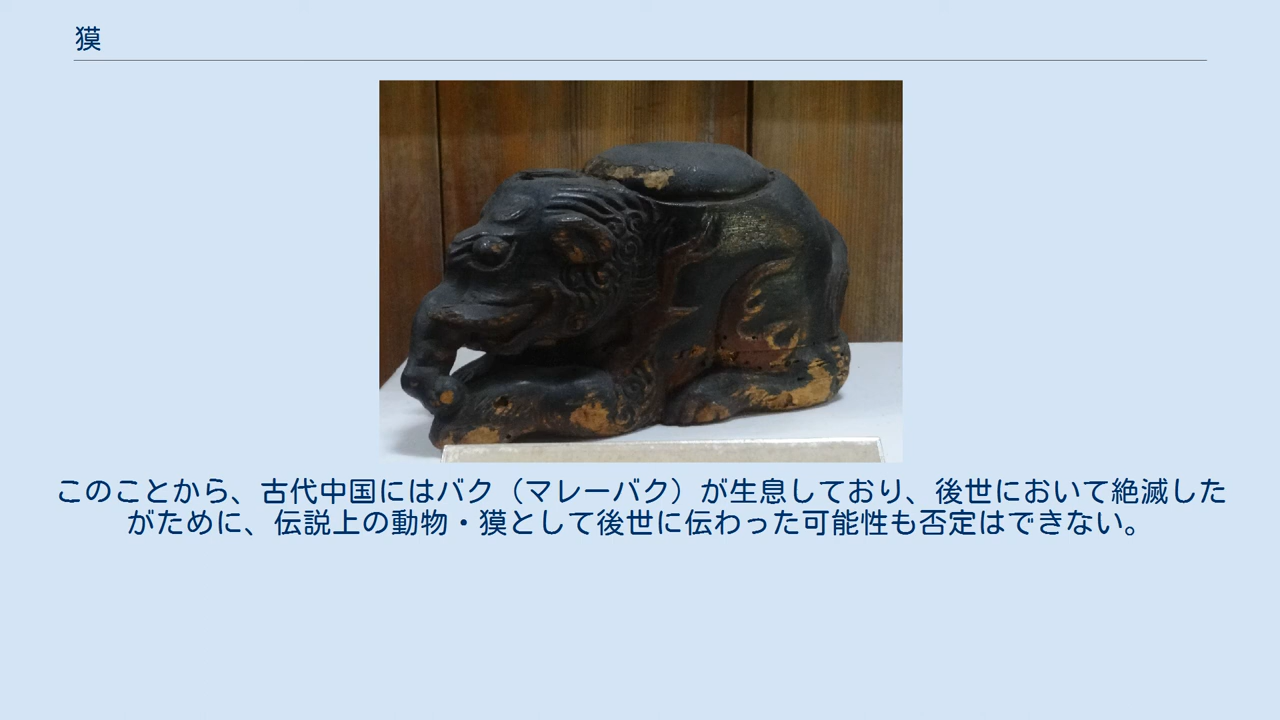 獏
このことから、古代中国にはバク（マレーバク）が生息しており、後世において絶滅した
がために、伝説上の動物・獏として後世に伝わった可能性も否定はできない。